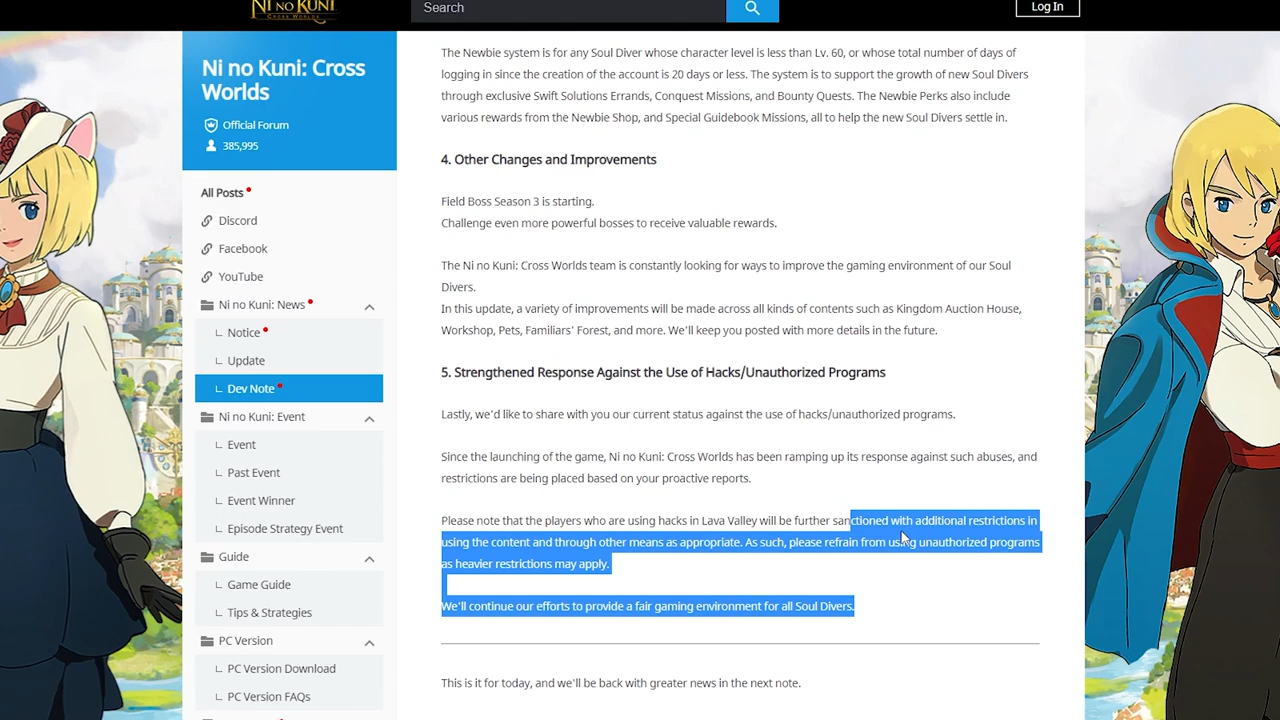 NI NO KUNI
CROSS WORLDS
Search
Log In
Ni no Kuni: Cross
Worlds
Official Forum
385,995
All Posts
Discord
Facebook
YouTube
Ni no Kuni: News
Notice
Update
Dev Note
Ni no Kuni: Event
Event
Past Event
Event Winner
Episode Strategy Event
Guide
Game Guide
Tips & Strategies
PC Version
PC Version Download
PC Version FAQs
The Newbie system is for any Soul Diver whose character level is less than Lv. 60, or whose total number of days of
logging in since the creation of the account is 20 days or less. The system is to support the growth of new Soul Divers
through exclusive Swift Solutions Errands, Conquest Missions, and Bounty Quests. The Newbie Perks also include
various rewards from the Newbie Shop, and Special Guidebook Missions, all to help the new Soul Divers settle in.
4. Other Changes and Improvements
Field Boss Season 3 is starting.
Challenge even more powerful bosses to receive valuable rewards.
The Ni no Kuni: Cross Worlds team is constantly looking for ways to improve the gaming environment of our Soul
Divers.
In this update, a variety of improvements will be made across all kinds of contents such as Kingdom Auction House,
Workshop, Pets, Familiars' Forest, and more. We'll keep you posted with more details in the future.
5. Strengthened Response Against the Use of Hacks/Unauthorized Programs
Lastly, we'd like to share with you our current status against the use of hacks/unauthorized programs.
Since the launching of the game, Ni no Kuni: Cross Worlds has been ramping up its response against such abuses, and
restrictions are being placed based on your proactive reports.
Please note that the players who are using hacks in Lava Valley will be further sanctioned with additional restrictions in
using the content and through other means as appropriate. As such, please refrain from using unauthorized programs
as heavier restrictions may apply.
We'll continue our efforts to provide a fair gaming environment for all Soul Divers.
This is it for today, and we'll be back with greater news in the next note.